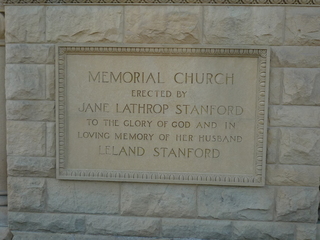 MEMORIAL CHURCH
ERECTED BY
JANE LATHROP STANFORD
TO THE GLORY OF GOD AND IN
LOVING MEMORY OF HER HUSBAND
LELAND STANFORD